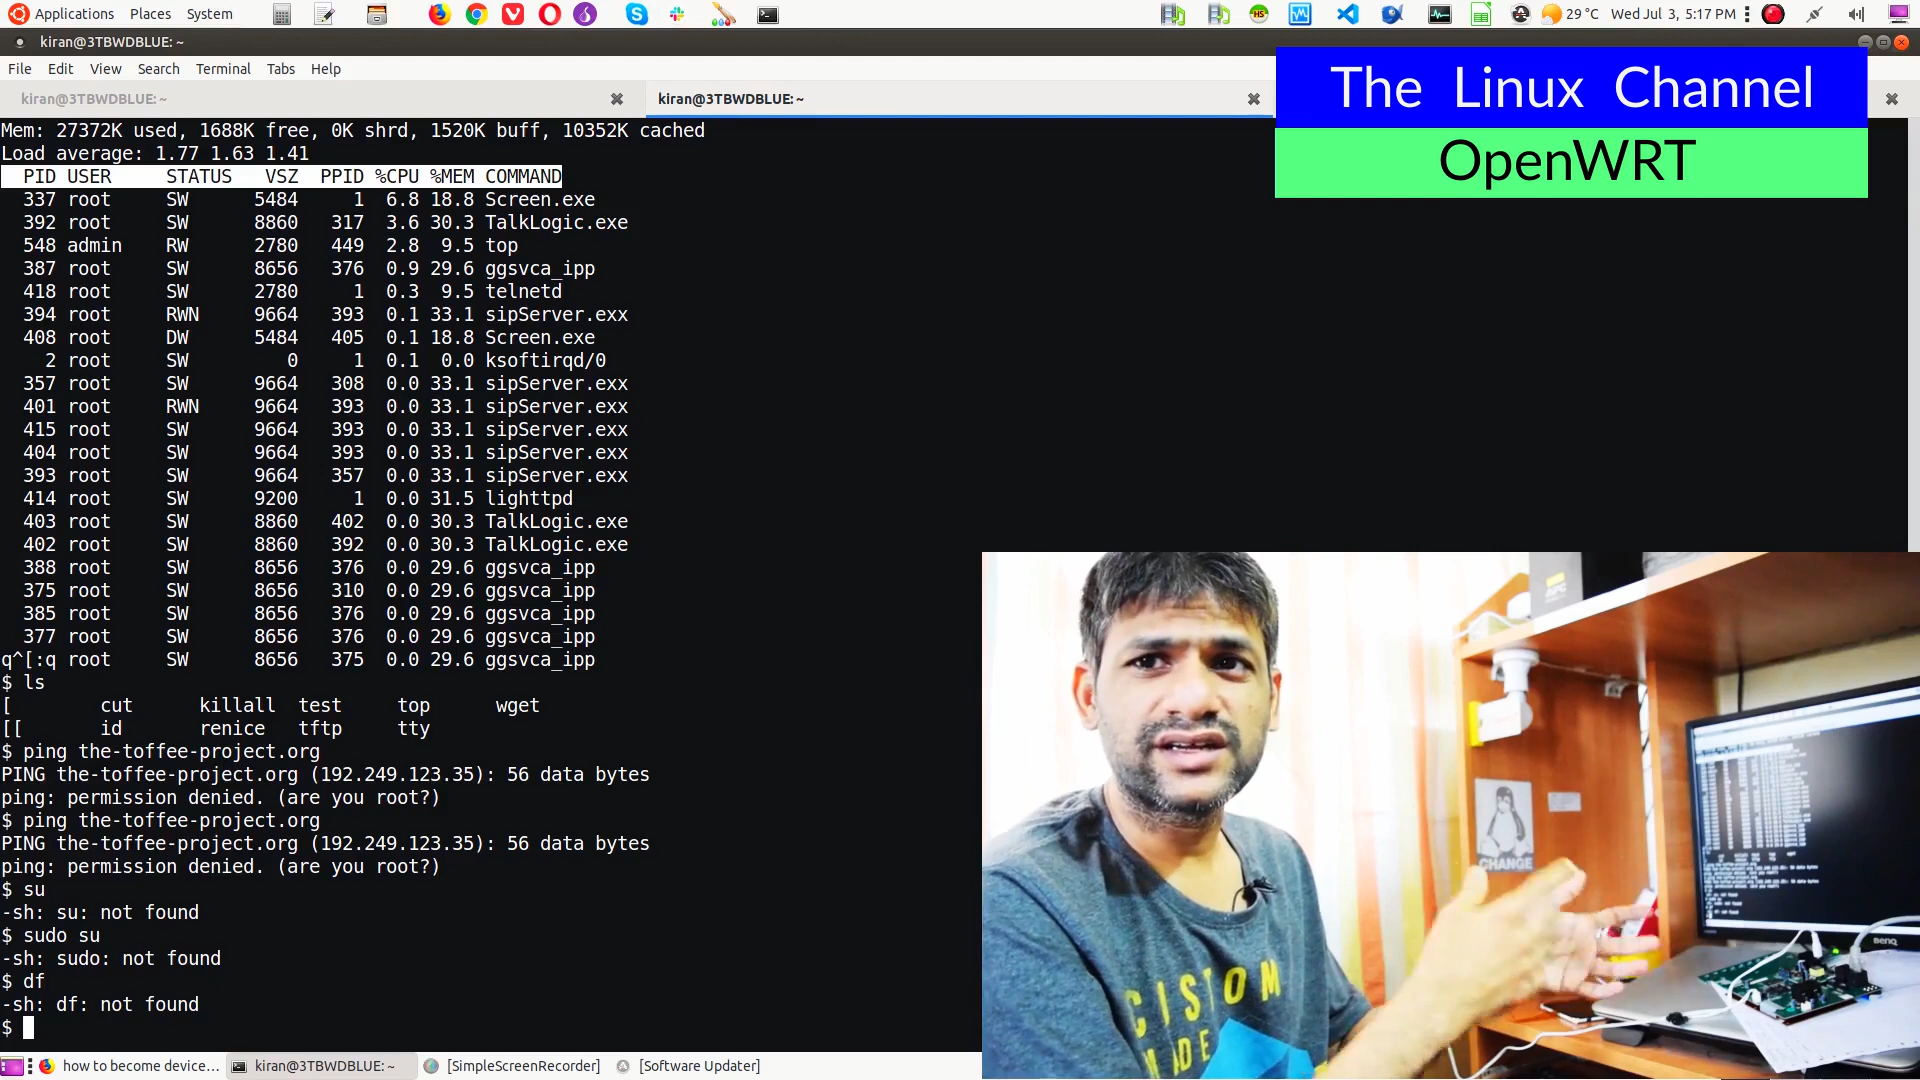 Applications Places System 29 °C Wed Jul 3, 5:17 PM
kiran@3TBWDBLUE: ~
File Edit View Search Terminal Tabs Help
kiran@3TBWDBLUE: ~ kiran@3TBWDBLUE: ~
The Linux Channel
OpenWRT
Mem: 27372K used, 1688K free, 0K shrd, 1520K buff, 10352K cached
Load average: 1.77 1.63 1.41
PID USER STATUS VSZ PPID %CPU %MEM COMMAND
337 root SW 5484 1 6.8 18.8 Screen.exe
392 root SW 8860 317 3.6 30.3 TalkLogic.exe
548 admin RW 2780 449 2.8 9.5 top
387 root SW 8656 376 0.9 29.6 ggsvca_ipp
418 root SW 2780 1 0.3 9.5 telnetd
394 root RWN 9664 393 0.1 33.1 sipServer.exx
408 root DW 5484 405 0.1 18.8 Screen.exe
2 root SW 0 1 0.1 0.0 ksoftirqd/0
357 root SW 9664 308 0.0 33.1 sipServer.exx
401 root RWN 9664 393 0.0 33.1 sipServer.exx
415 root SW 9664 393 0.0 33.1 sipServer.exx
404 root SW 9664 393 0.0 33.1 sipServer.exx
393 root SW 9664 357 0.0 33.1 sipServer.exx
414 root SW 9200 1 0.0 31.5 lighttpd
403 root SW 8860 402 0.0 30.3 TalkLogic.exe
402 root SW 8860 392 0.0 30.3 TalkLogic.exe
388 root SW 8656 376 0.0 29.6 ggsvca_ipp
375 root SW 8656 310 0.0 29.6 ggsvca_ipp
385 root SW 8656 376 0.0 29.6 ggsvca_ipp
377 root SW 8656 376 0.0 29.6 ggsvca_ipp
q^[:q root SW 8656 375 0.0 29.6 ggsvca_ipp
$ ls
[ cut killall test top wget
[[ id renice tftp tty
$ ping the-toffee-project.org
PING the-toffee-project.org (192.249.123.35): 56 data bytes
ping: permission denied. (are you root?)
$ ping the-toffee-project.org
PING the-toffee-project.org (192.249.123.35): 56 data bytes
ping: permission denied. (are you root?)
$ su
-sh: su: not found
$ sudo su
-sh: sudo: not found
$ df
-sh: df: not found
$
APC
CHANGE
BenQ
CUSTOM
MADE
how to become device... kiran@3TBWDBLUE: ~ [SimpleScreenRecorder] [Software Updater]